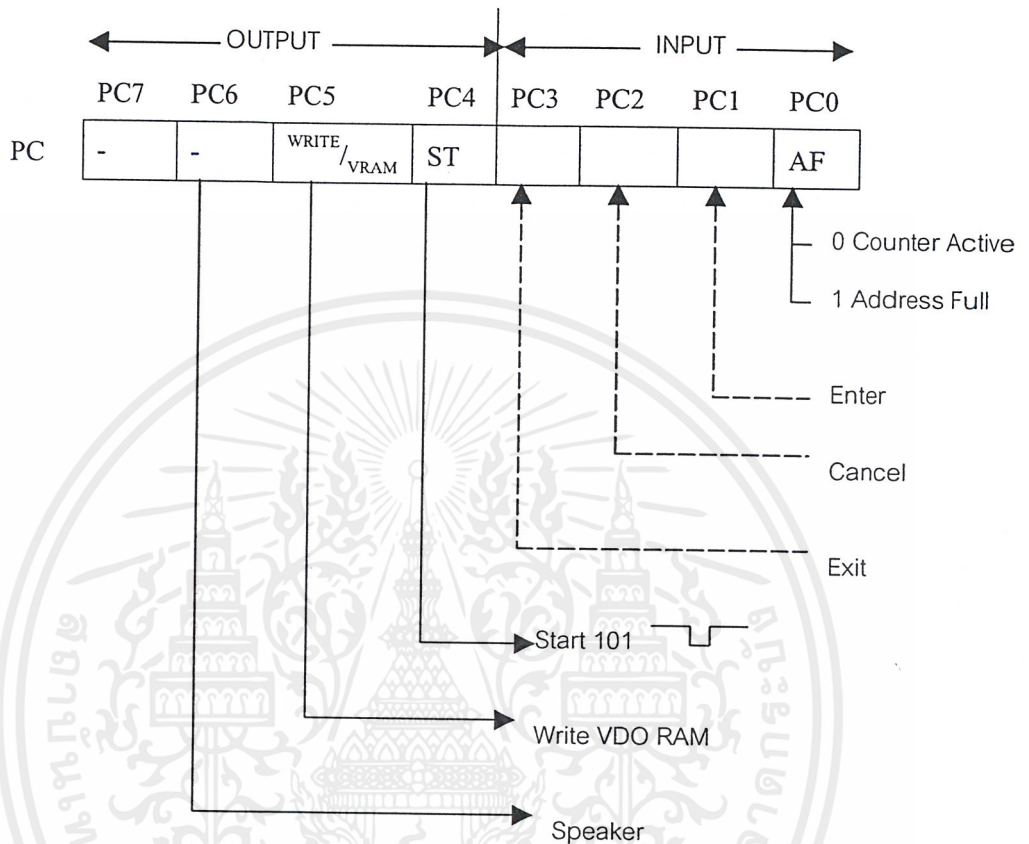 OUTPUT INPUT
PC7 PC6 PC5 PC4 PC3 PC2 PC1 PC0
PC - - WRITE/VRAM ST AF
0 Counter Active
1 Address Full
Enter
Cancel
Exit
Start 101
Write VDO RAM
Speaker